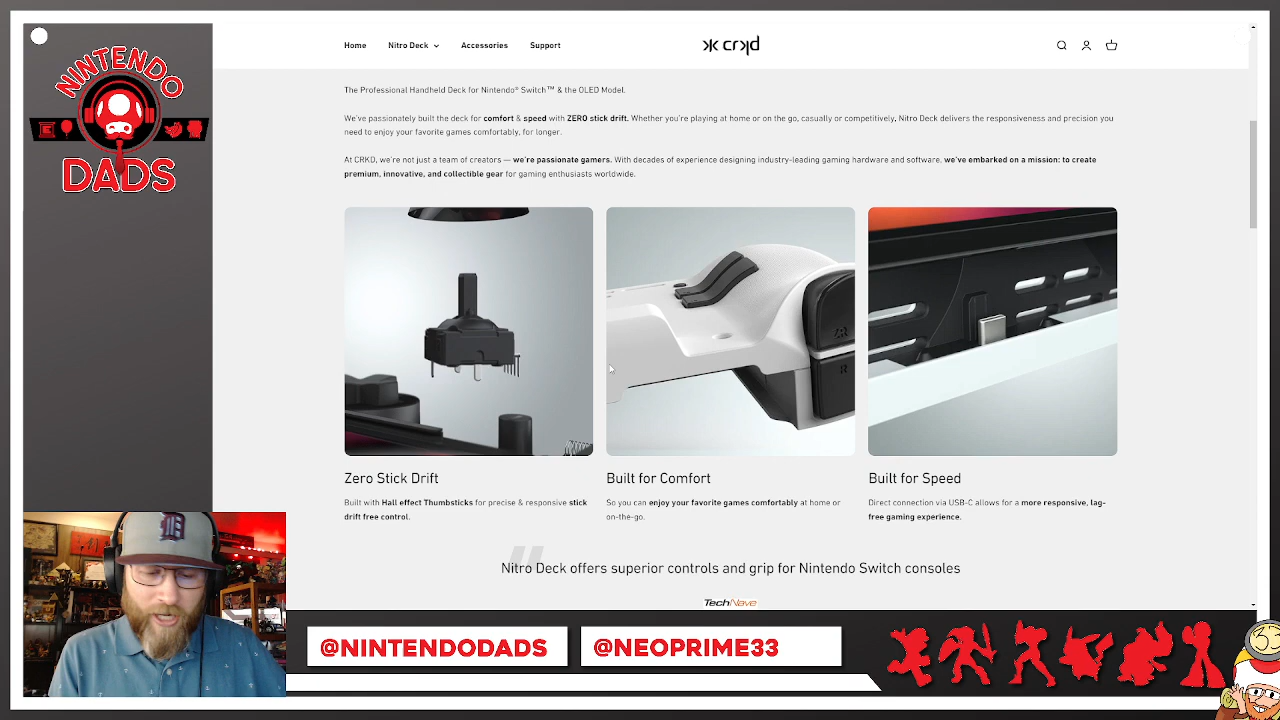 NINTENDO
DADS
Home
Nitro Deck
Accessories
Support
crkd
The Professional Handheld Deck for Nintendo® Switch™ & the OLED Model.
We've passionately built the deck for comfort & speed with ZERO stick drift. Whether you're playing at home or on the go, casually or competitively, Nitro Deck delivers the responsiveness and precision you
need to enjoy your favorite games comfortably, for longer.
At CRKD, we're not just a team of creators — we're passionate gamers. With decades of experience designing industry-leading gaming hardware and software, we've embarked on a mission: to create
premium, innovative, and collectible gear for gaming enthusiasts worldwide.
ZR
R
Zero Stick Drift
Built for Comfort
Built for Speed
Built with Hall effect Thumbsticks for precise & responsive stick
drift free control.
So you can enjoy your favorite games comfortably at home or
on-the-go.
Direct connection via USB-C allows for a more responsive, lag-
free gaming experience.
Nitro Deck offers superior controls and grip for Nintendo Switch consoles
TechNave
D
@NINTENDODADS
@NEOPRIME33